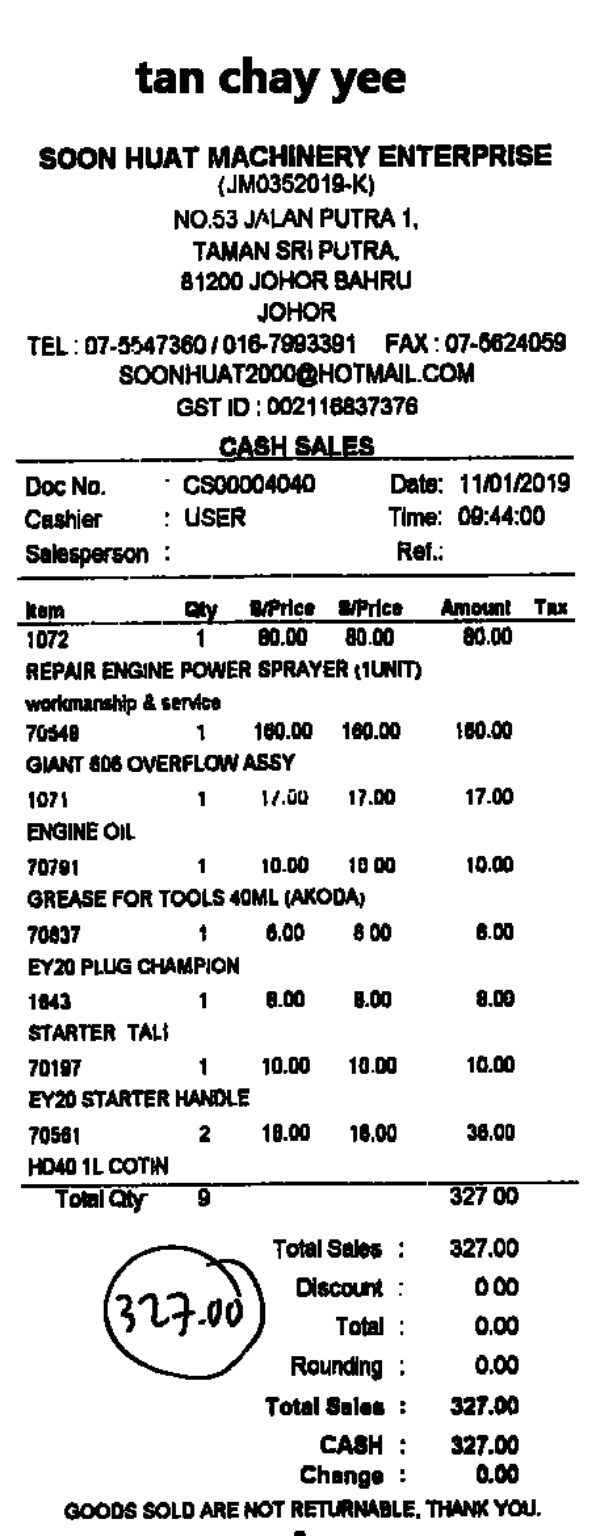 tan chay yee
SOON HUAT MACHINERY ENTERPRISE
(JM0352019-K)
NO.53 JALAN PUTRA 1,
TAMAN SRI PUTRA,
81200 JOHOR BAHRU
JOHOR
TEL : 07-5547360 / 016-7993391 FAX : 07-5624059
SOONHUAT2000@HOTMAIL.COM
GST ID : 002116837376
CASH SALES
Doc No. : CS00004040 Date: 11/01/2019
Cashier : USER Time: 09:44:00
Salesperson : Ref.:
Item Qty S/Price S/Price Amount Tax
1072 1 80.00 80.00 80.00
REPAIR ENGINE POWER SPRAYER (1UNIT)
workmanship & service
70549 1 160.00 160.00 160.00
GIANT 606 OVERFLOW ASSY
1071 1 17.00 17.00 17.00
ENGINE OIL
70791 1 10.00 10 00 10.00
GREASE FOR TOOLS 40ML (AKODA)
70637 1 6.00 6 00 6.00
EY20 PLUG CHAMPION
1643 1 8.00 8.00 8.00
STARTER TALI
70197 1 10.00 10.00 10.00
EY20 STARTER HANDLE
70561 2 18.00 18.00 36.00
HD40 1L COTIN
Total Qty 9 327 00
Total Sales : 327.00
Discount : 0 00
327.00
Total : 0.00
Rounding : 0.00
Total Sales : 327.00
CASH : 327.00
Change : 0.00
GOODS SOLD ARE NOT RETURNABLE, THANK YOU.